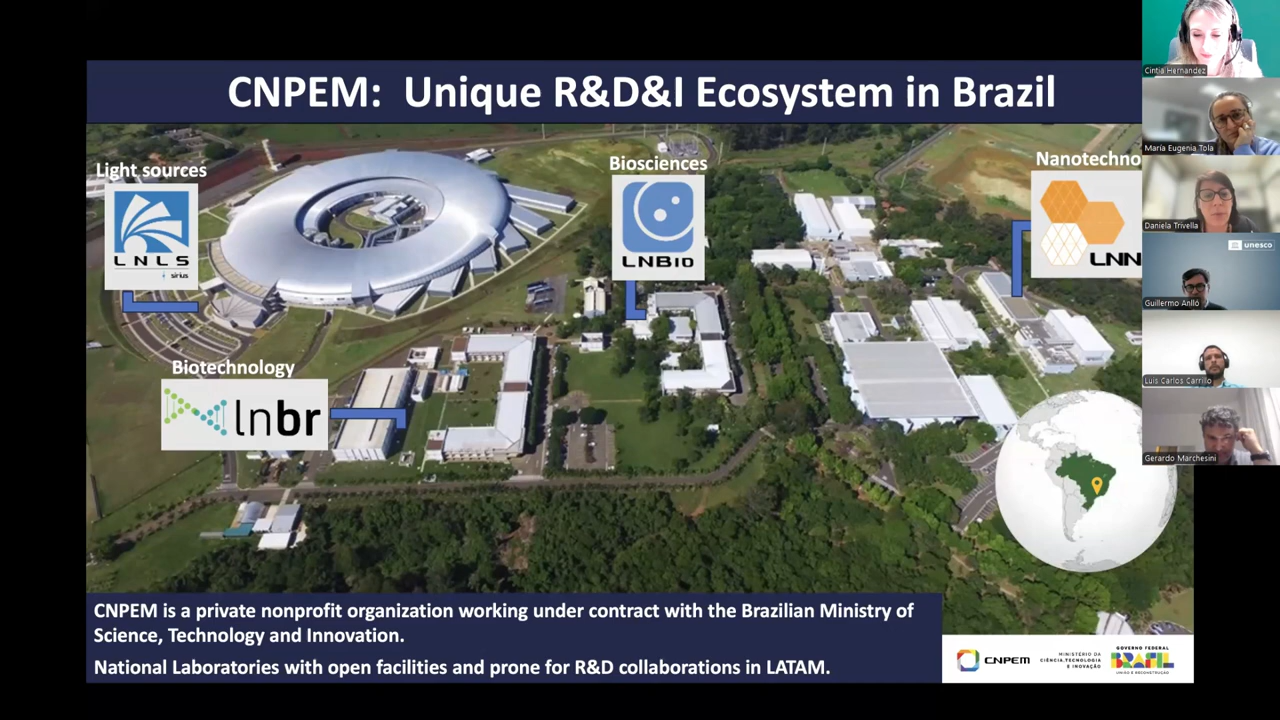 CNPEM: Unique R&D&I Ecosystem in Brazil
Light sources
LNLS
sirius
Biosciences
LNBio
Nanotechno
LNN
Biotechnology
lnbr
CNPEM is a private nonprofit organization working under contract with the Brazilian Ministry of
Science, Technology and Innovation.
National Laboratories with open facilities and prone for R&D collaborations in LATAM.
CNPEM
MINISTÉRIO DA
CIÊNCIA, TECNOLOGIA
E INOVAÇÃO
GOVERNO FEDERAL
BRASIL
UNIÃO E RECONSTRUÇÃO
Cintia Hernandez
María Eugenia Tola
Daniela Trivella
unesco
Guillermo Anlló
Luis Carlos Carrillo
Gerardo Marchesini